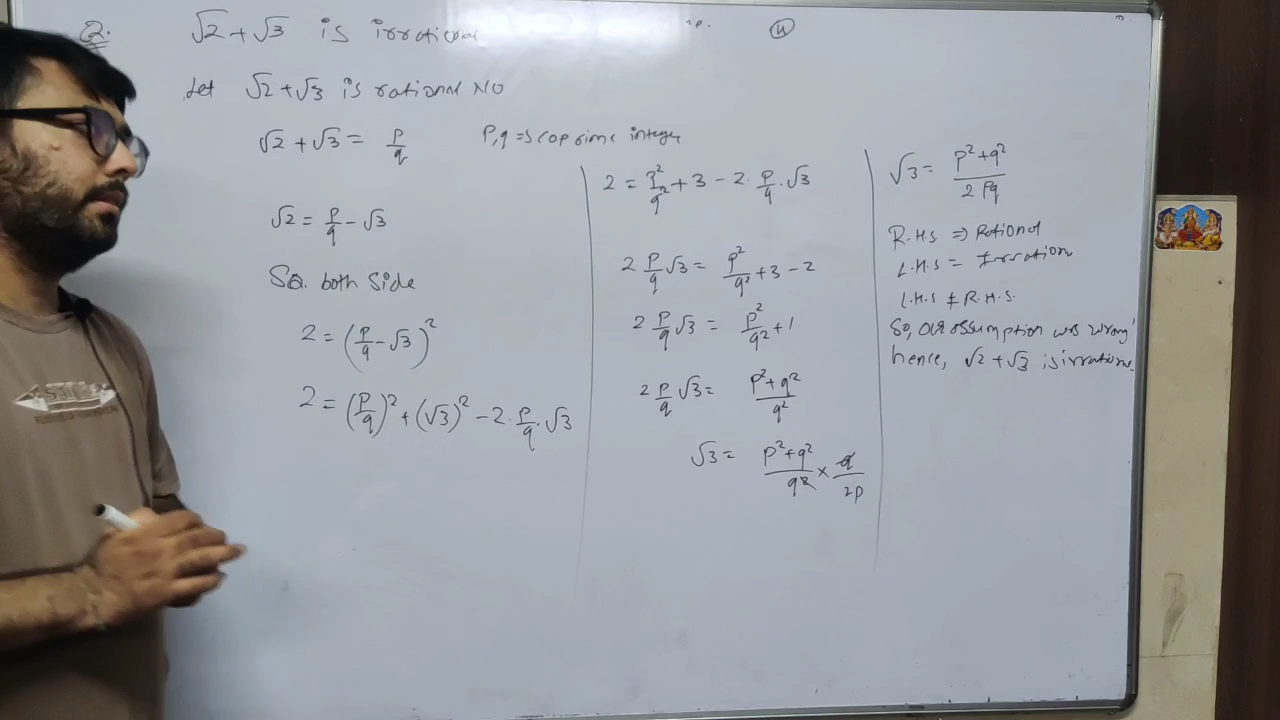 Q. √2 + √3 is irrational
(4)
Let √2 + √3 is rational NO
√2 + √3 = p/q P, q => coprime integer
√2 = p/q - √3
SQ. both side
2 = (p/q - √3)²
2 = (p/q)² + (√3)² - 2. p/q . √3
2 = p²/q² + 3 - 2. p/q . √3
2 p/q √3 = p²/q² + 3 - 2
2 p/q √3 = p²/q² + 1
2 p/q √3 = p² + q²/q²
√3 = p² + q²/q² × q/2p
√3 = p² + q²/2pq
R.H.S => Rational
L.H.S = Irration
L.H.S ≠ R.H.S.
So, our assumption was wrong
hence, √2 + √3 is irrational